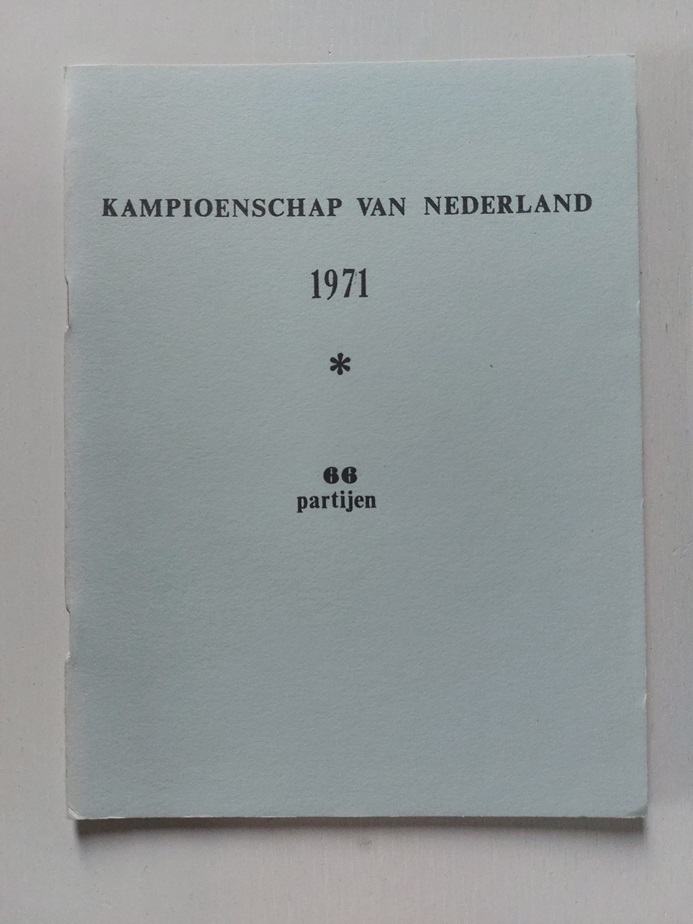 KAMPIOENSCHAP VAN NEDERLAND
1971
*
66
partijen